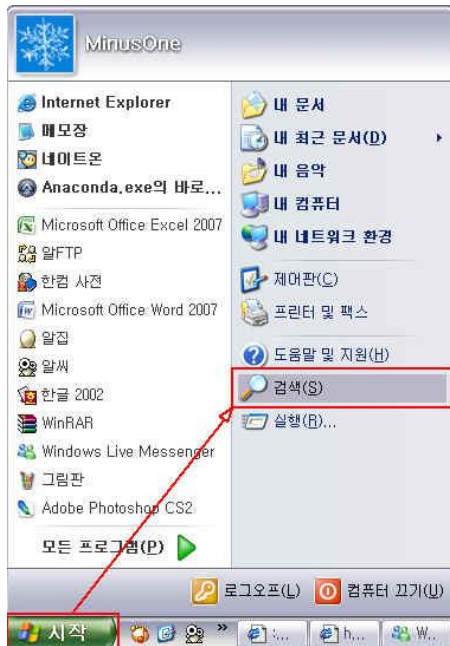 MinusOne
Internet Explorer
메모장
네이트온
Anaconda.exe의 바로...
Microsoft Office Excel 2007
알FTP
한컴 사전
Microsoft Office Word 2007
알집
알씨
한글 2002
WinRAR
Windows Live Messenger
그림판
Adobe Photoshop CS2
모든 프로그램(P)
내 문서
내 최근 문서(D)
내 음악
내 컴퓨터
내 네트워크 환경
제어판(C)
프린터 및 팩스
도움말 및 지원(H)
검색(S)
실행(R)...
로그오프(L)
컴퓨터 끄기(U)
시작
»
:...
h,...
W...